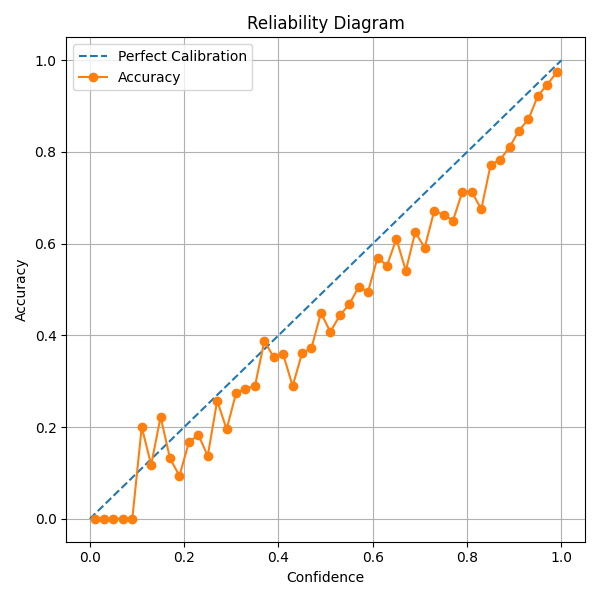 Reliability Diagram
Perfect Calibration
Accuracy
1.0
0.8
0.6
0.4
0.2
0.0
Accuracy
0.0 0.2 0.4 0.6 0.8 1.0
Confidence